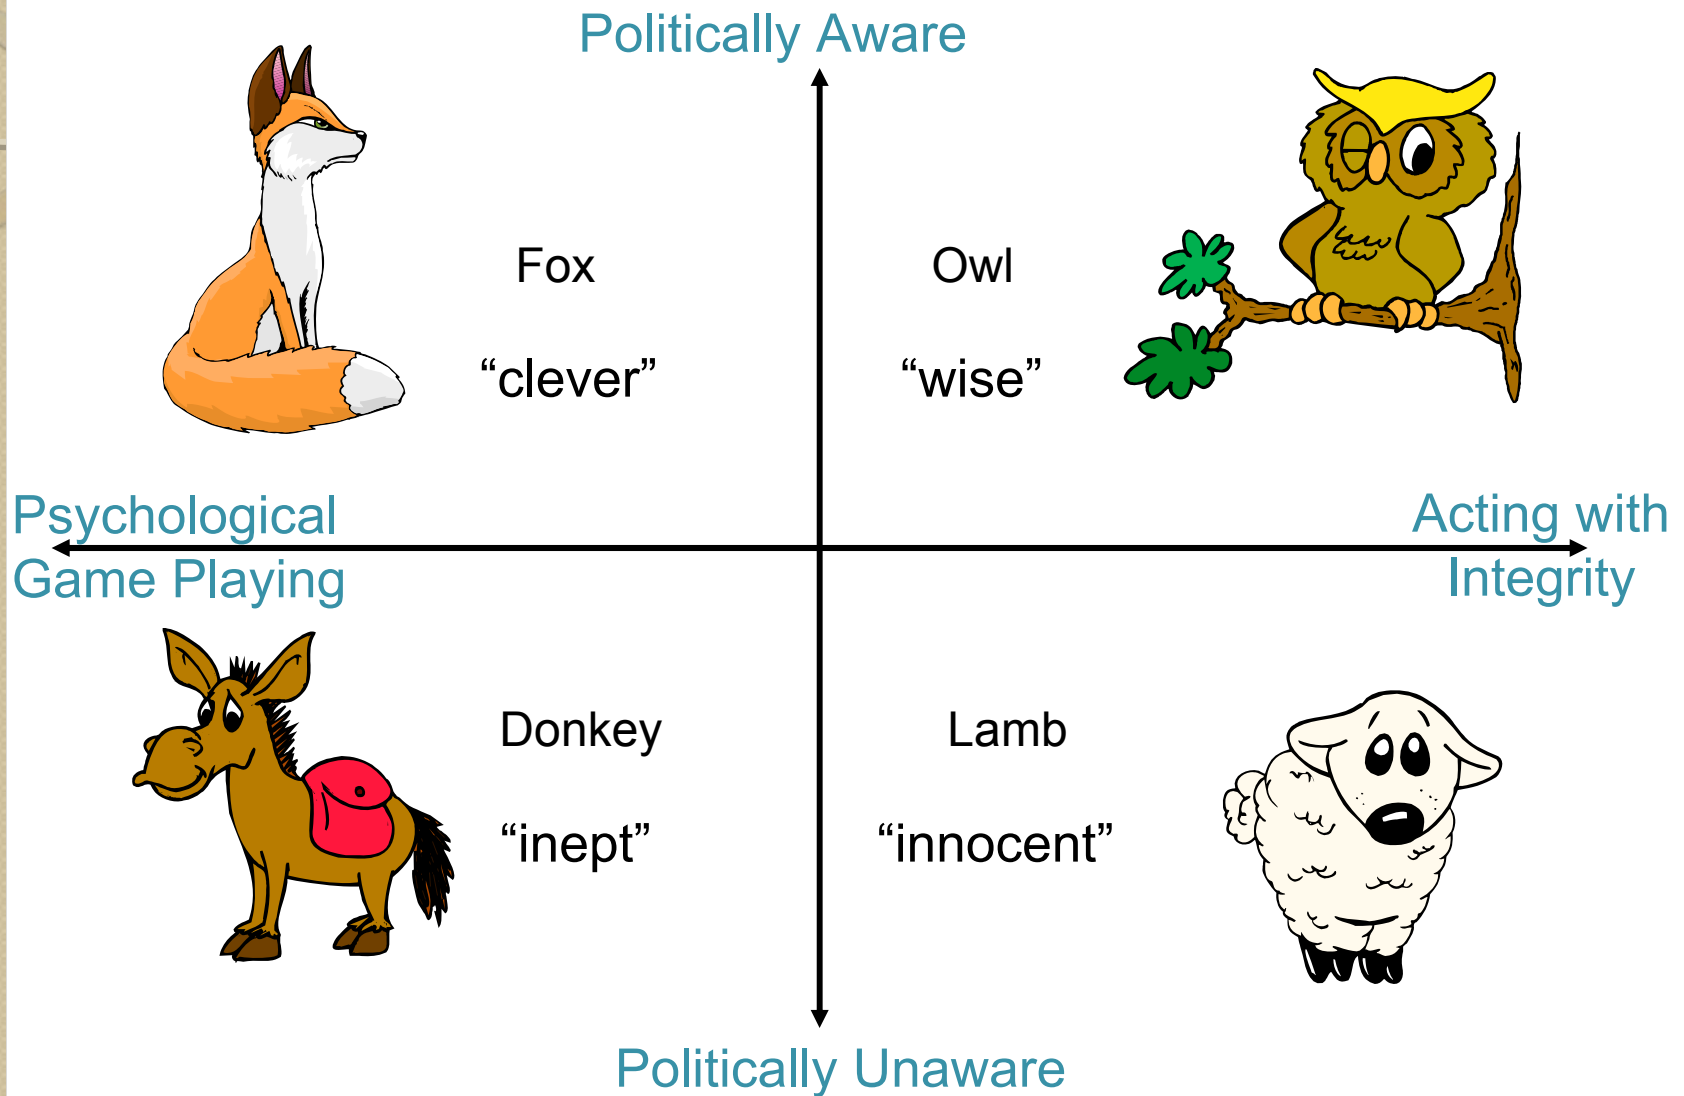 Politically Aware
Fox
“clever”
Owl
“wise”
Psychological
Game Playing
Acting with
Integrity
Donkey
“inept”
Lamb
“innocent”
Politically Unaware